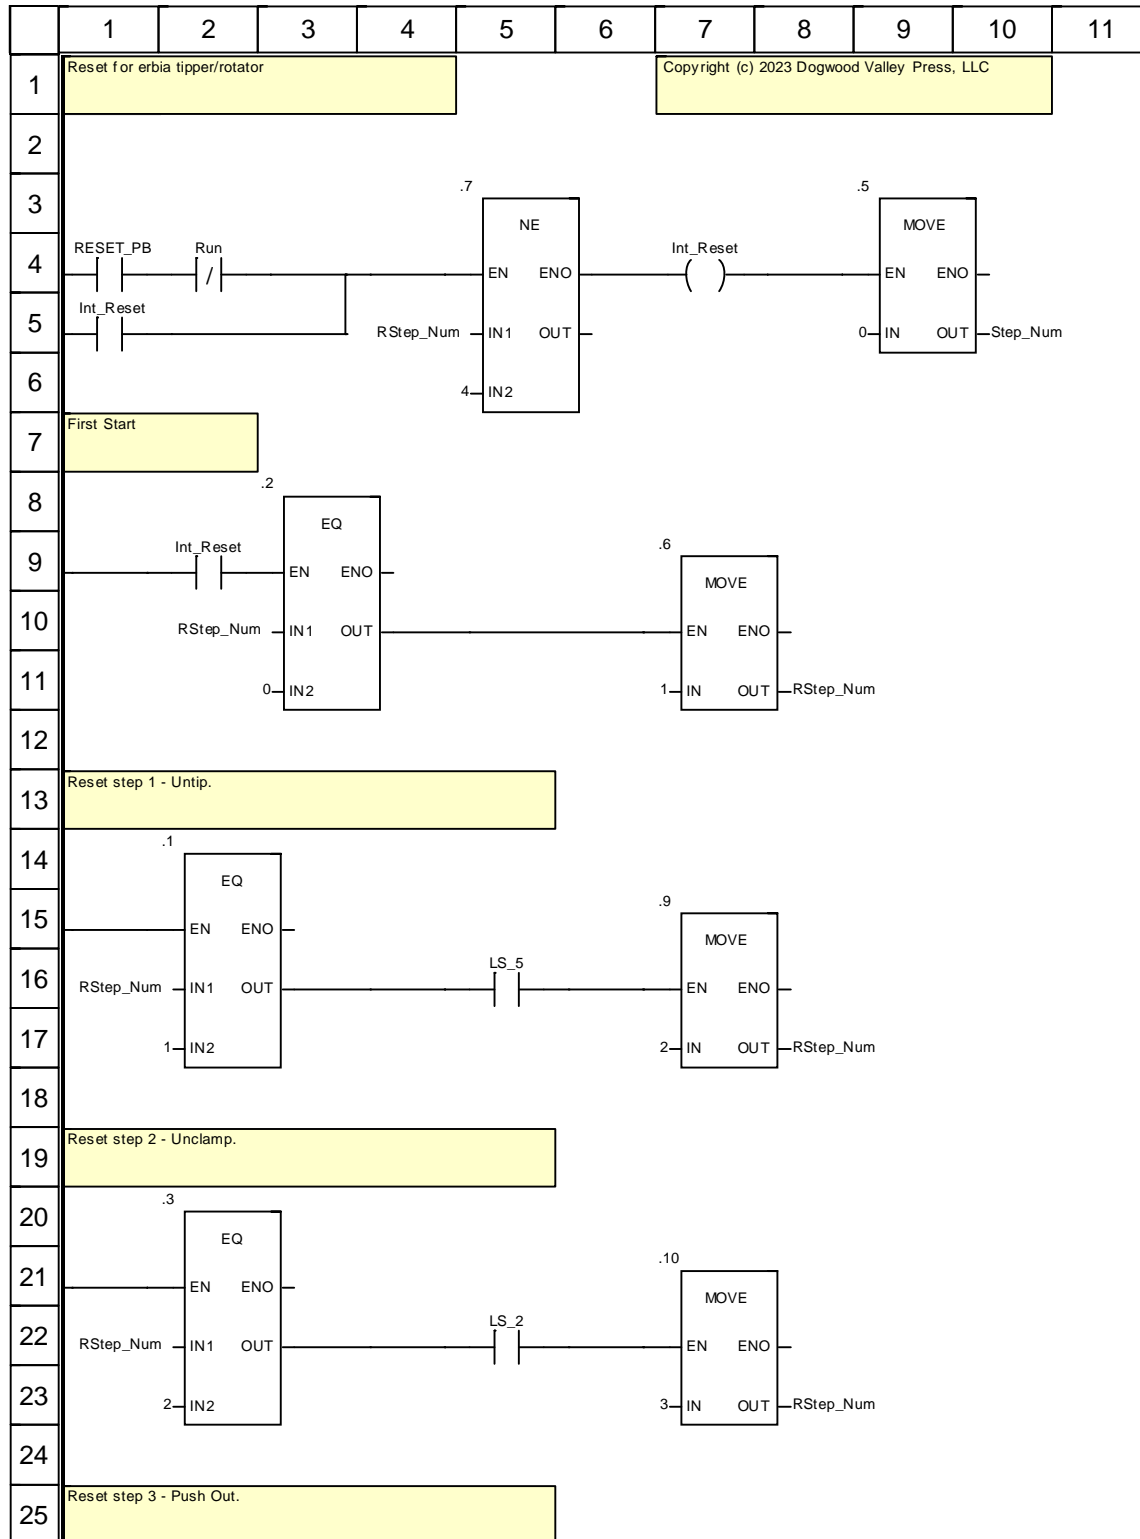 1 2 3 4 5 6 7 8 9 10 11
1
Reset for erbia tipper/rotator
Copyright (c) 2023 Dogwood Valley Press, LLC
2
.7
.5
3
NE
MOVE
RESET_PB
Run
Int_Reset
4
/
EN ENO
( )
EN ENO
Int_Reset
5
RStep_Num
IN1 OUT
0
IN OUT
Step_Num
6
4
IN2
7
First Start
8
.2
EQ
9
Int_Reset
.6
EN ENO
MOVE
10
RStep_Num
IN1 OUT
EN ENO
11
0
IN2
1
IN OUT
RStep_Num
12
13
Reset step 1 - Untip.
14
.1
EQ
15
.9
EN ENO
MOVE
16
LS_5
RStep_Num
IN1 OUT
EN ENO
17
1
IN2
2
IN OUT
RStep_Num
18
19
Reset step 2 - Unclamp.
20
.3
EQ
21
.10
EN ENO
MOVE
22
LS_2
RStep_Num
IN1 OUT
EN ENO
23
2
IN2
3
IN OUT
RStep_Num
24
25
Reset step 3 - Push Out.